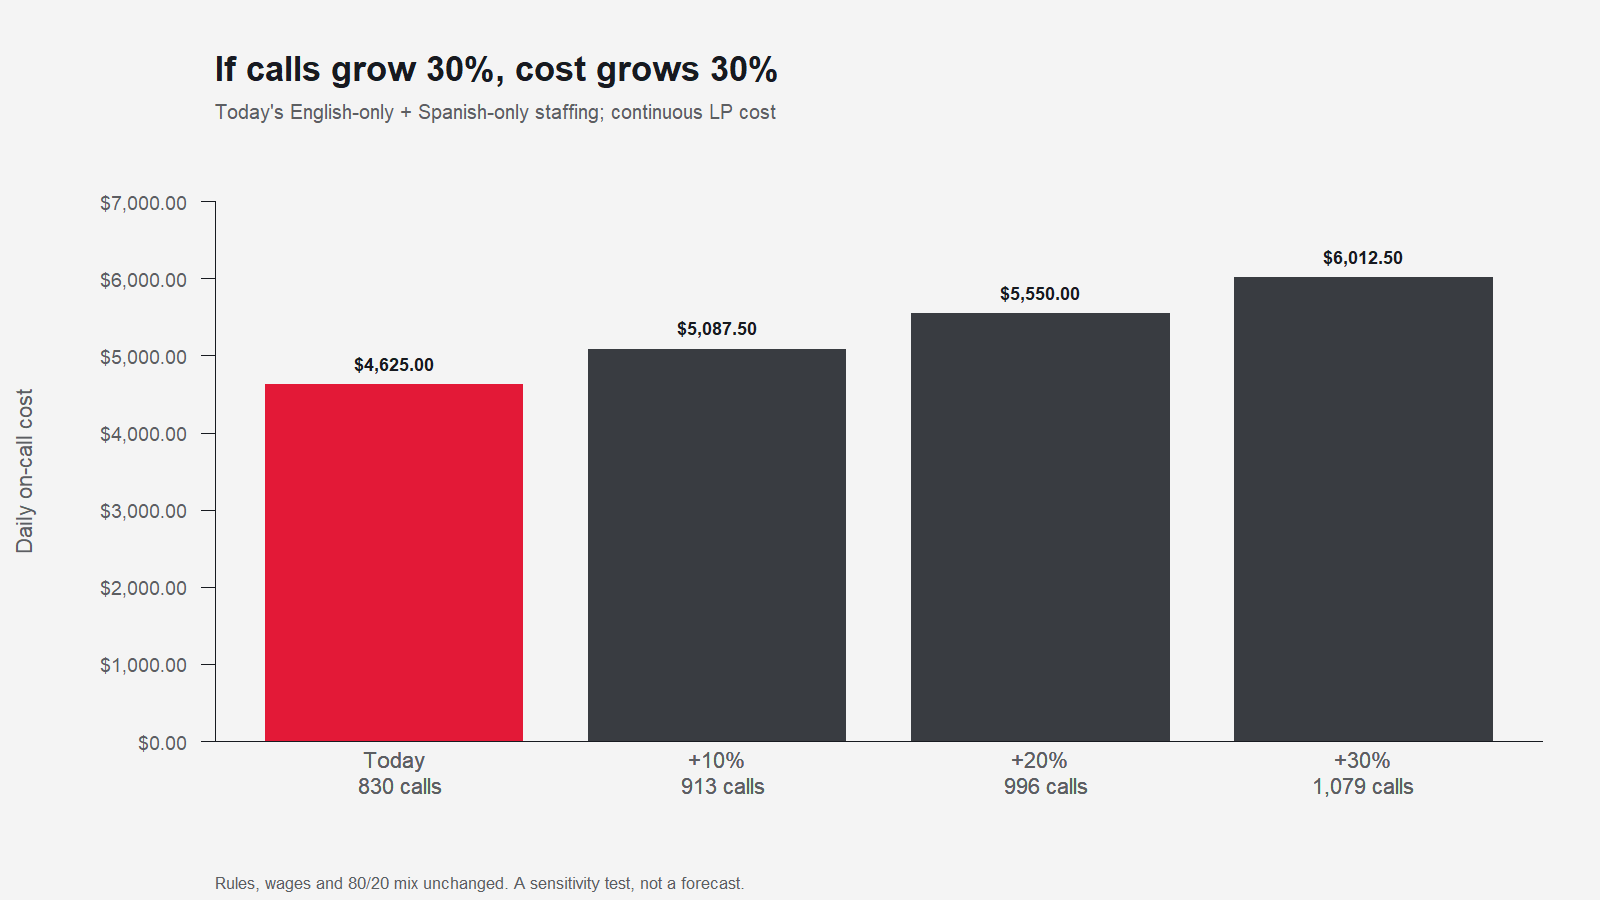 If calls grow 30%, cost grows 30%
Today's English-only + Spanish-only staffing; continuous LP cost
Daily on-call cost
$7,000.00
$6,000.00
$5,000.00
$4,000.00
$3,000.00
$2,000.00
$1,000.00
$0.00
$4,625.00
$5,087.50
$5,550.00
$6,012.50
Today
830 calls
+10%
913 calls
+20%
996 calls
+30%
1,079 calls
Rules, wages and 80/20 mix unchanged. A sensitivity test, not a forecast.